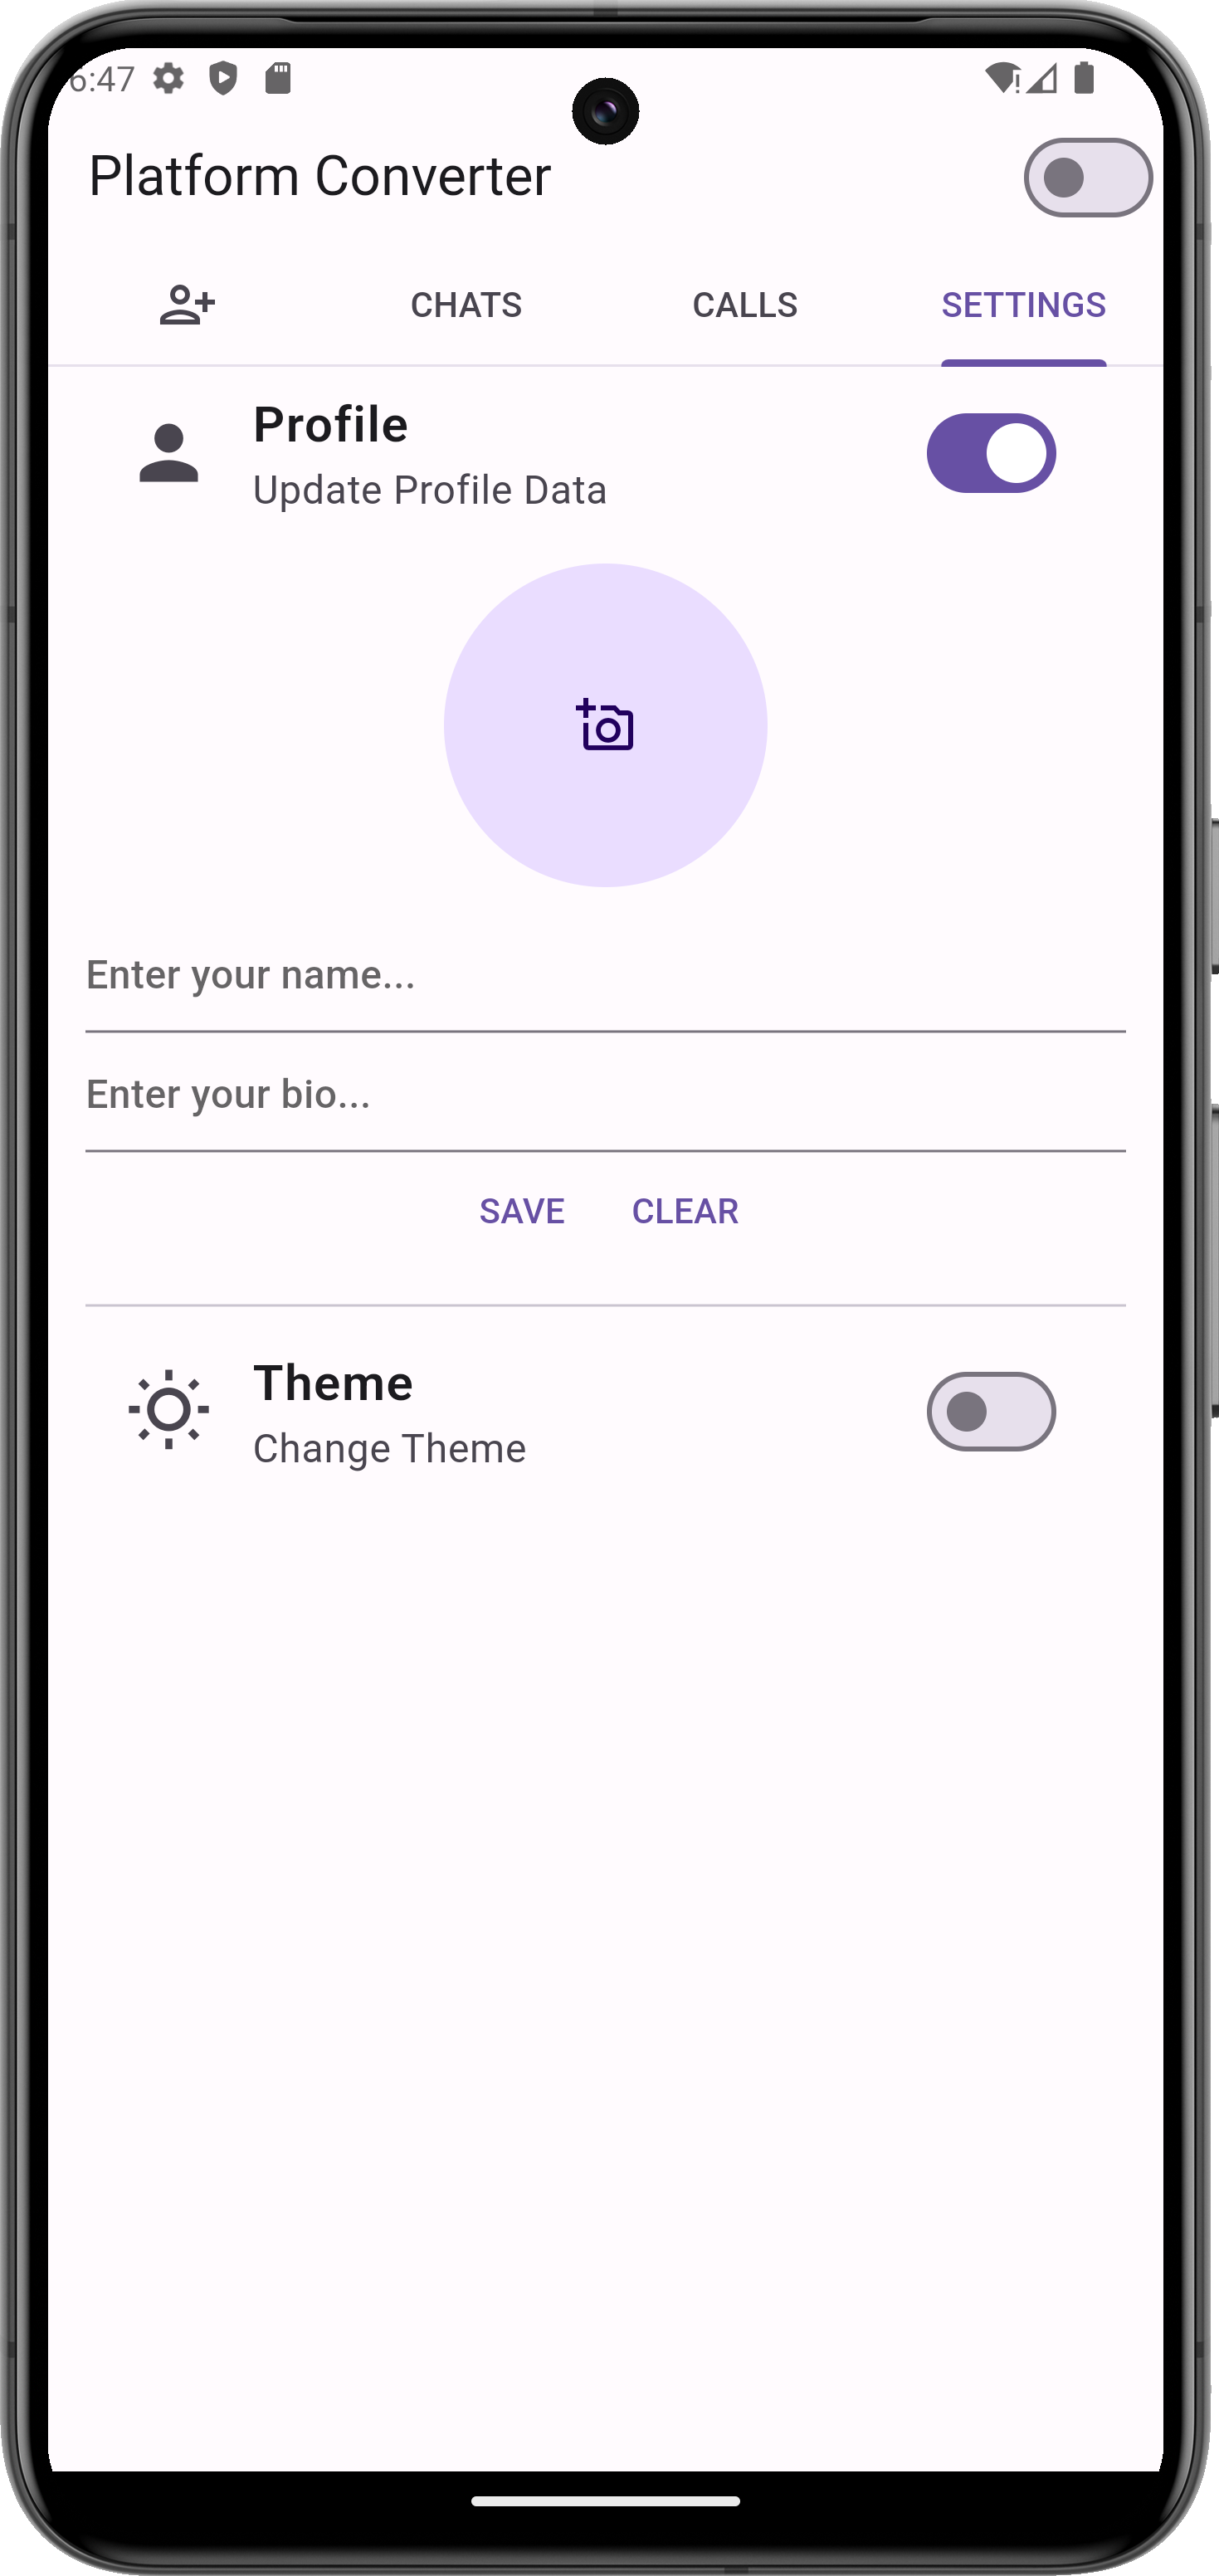 6:47
Platform Converter
CHATS CALLS SETTINGS
Profile
Update Profile Data
Enter your name...
Enter your bio...
SAVE CLEAR
Theme
Change Theme